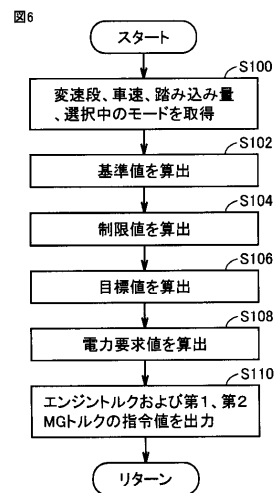 図6
スタート
S100
変速段、車速、踏み込み量
、選択中のモードを取得
S102
基準値を算出
S104
制限値を算出
S106
目標値を算出
S108
電力要求値を算出
S110
エンジントルクおよび第1、第2
MGトルクの指令値を出力
リターン